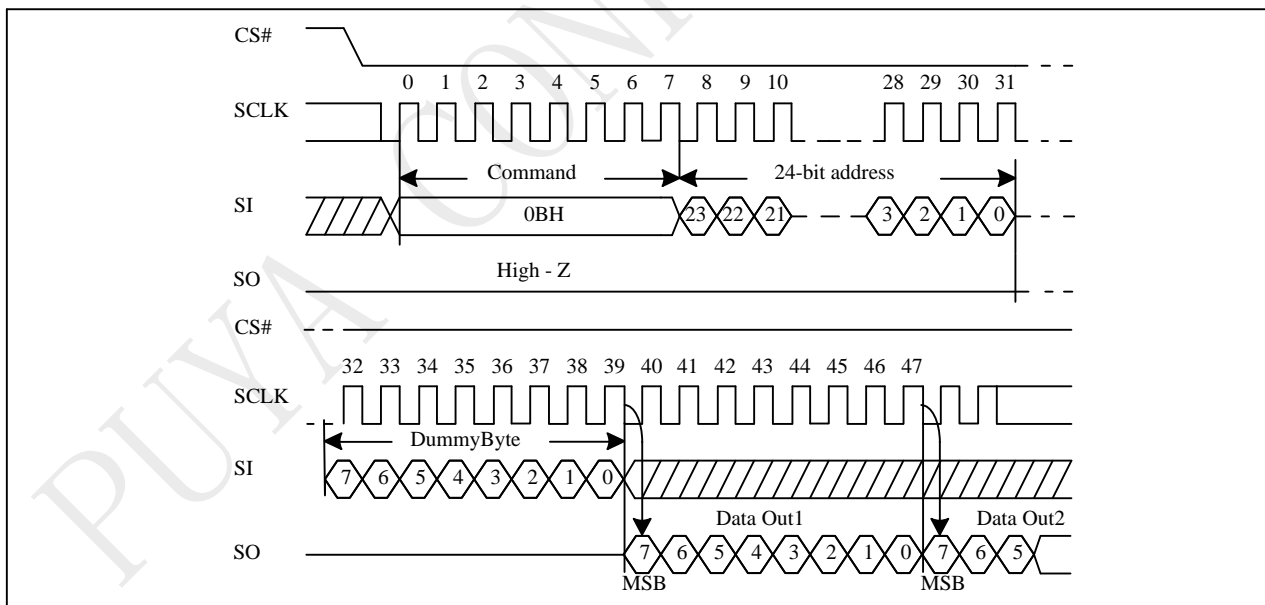 CS#
0 1 2 3 4 5 6 7 8 9 10 28 29 30 31
SCLK
Command 24-bit address
SI 0BH 23 22 21 3 2 1 0
SO High - Z
CS#
32 33 34 35 36 37 38 39 40 41 42 43 44 45 46 47
SCLK
DummyByte
SI 7 6 5 4 3 2 1 0
Data Out1 Data Out2
SO 7 6 5 4 3 2 1 0 7 6 5
MSB MSB
PUYA CON